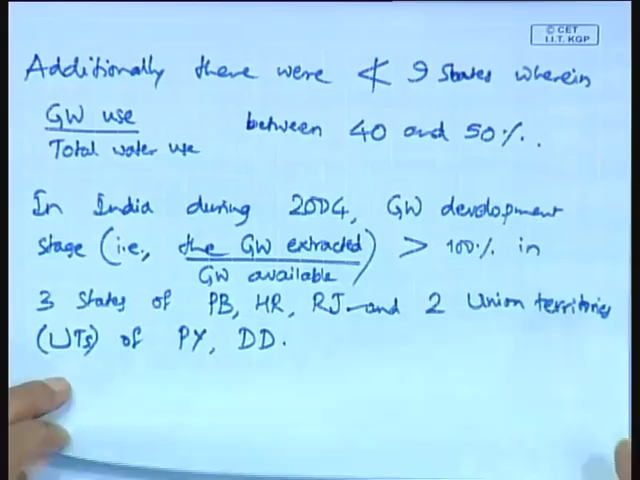 © CET
I.I.T. KGP
Additionally there were ≮ 9 States wherein
GW use between 40 and 50%.
Total water use
In India during 2004, GW development
stage (i.e., the GW extracted) > 100% in
GW available
3 States of PB, HR, RJ and 2 Union territories
(UTs) of PY, DD.